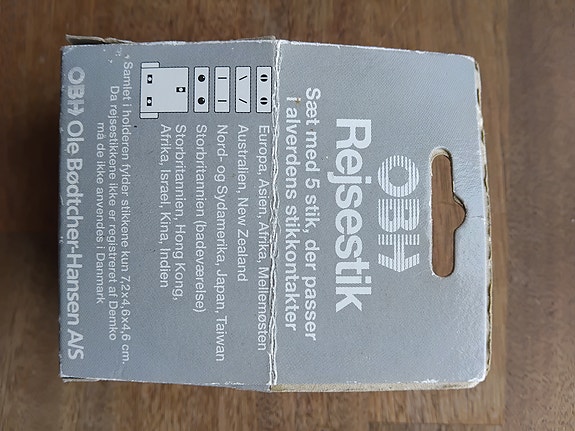 OBH
Rejsestik
Sæt med 5 stik, der passer
i alverdens stikkontakter
Europa, Asien, Afrika, Mellemøsten
Australien, New Zealand
Nord- og Sydamerika, Japan, Taiwan
Storbritannien (badeværelse)
Storbritannien, Hong Kong,
Afrika, Israel, Kina, Indien
* Samlet i holderen fylder stikkene kun 7,2x4,6x4,6 cm.
Da rejsestikkene ikke er registreret af Demko
må de ikke anvendes i Danmark
OBH Ole Bødtcher-Hansen A/S